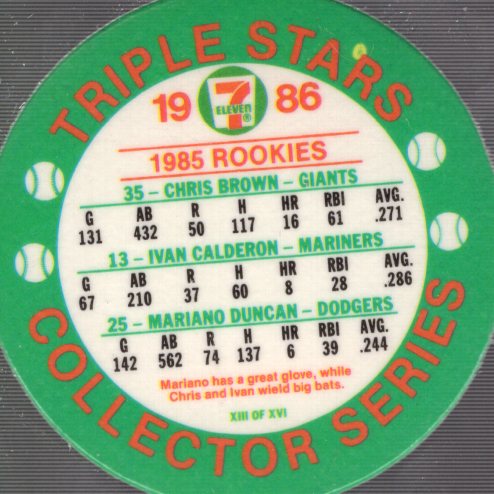 TRIPLE STARS
19 7 ELEVEN ® 86
1985 ROOKIES
35 – CHRIS BROWN – GIANTS
G AB R H HR RBI AVG.
131 432 50 117 16 61 .271
13 – IVAN CALDERON – MARINERS
G AB R H HR RBI AVG.
67 210 37 60 8 28 .286
25 – MARIANO DUNCAN – DODGERS
G AB R H HR RBI AVG.
142 562 74 137 6 39 .244
Mariano has a great glove, while
Chris and Ivan wield big bats.
XIII OF XVI
COLLECTOR SERIES